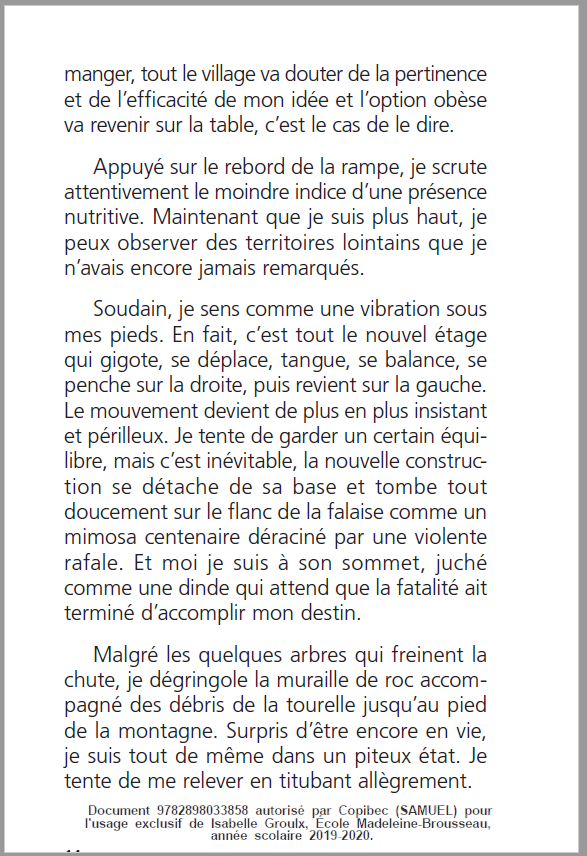 manger, tout le village va douter de la pertinence
et de l'efficacité de mon idée et l'option obèse
va revenir sur la table, c'est le cas de le dire.
Appuyé sur le rebord de la rampe, je scrute
attentivement le moindre indice d'une présence
nutritive. Maintenant que je suis plus haut, je
peux observer des territoires lointains que je
n'avais encore jamais remarqués.
Soudain, je sens comme une vibration sous
mes pieds. En fait, c'est tout le nouvel étage
qui gigote, se déplace, tangue, se balance, se
penche sur la droite, puis revient sur la gauche.
Le mouvement devient de plus en plus insistant
et périlleux. Je tente de garder un certain équi-
libre, mais c'est inévitable, la nouvelle construc-
tion se détache de sa base et tombe tout
doucement sur le flanc de la falaise comme un
mimosa centenaire déraciné par une violente
rafale. Et moi je suis à son sommet, juché
comme une dinde qui attend que la fatalité ait
terminé d'accomplir mon destin.
Malgré les quelques arbres qui freinent la
chute, je dégringole la muraille de roc accom-
pagné des débris de la tourelle jusqu'au pied
de la montagne. Surpris d'être encore en vie,
je suis tout de même dans un piteux état. Je
tente de me relever en titubant allègrement.
Document 9782898033858 autorisé par Copibec (SAMUEL) pour
l'usage exclusif de Isabelle Groulx, École Madeleine-Brousseau,
année scolaire 2019-2020.